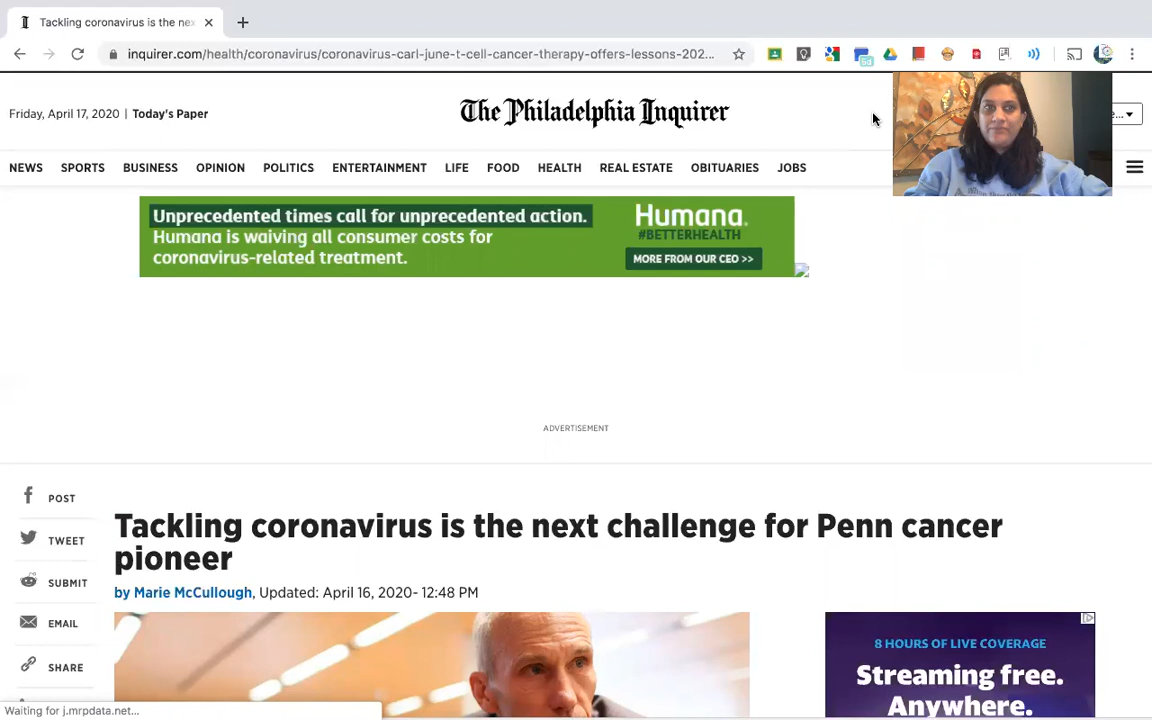 Tackling coronavirus is the nex
inquirer.com/health/coronavirus/coronavirus-carl-june-t-cell-cancer-therapy-offers-lessons-202...
5d
Friday, April 17, 2020 | Today's Paper
The Philadelphia Inquirer
e...
NEWS SPORTS BUSINESS OPINION POLITICS ENTERTAINMENT LIFE FOOD HEALTH REAL ESTATE OBITUARIES JOBS
Unprecedented times call for unprecedented action.
Humana is waiving all consumer costs for
coronavirus-related treatment.
Humana.
#BETTERHEALTH
MORE FROM OUR CEO >>
ADVERTISEMENT
POST
TWEET
SUBMIT
EMAIL
SHARE
Tackling coronavirus is the next challenge for Penn cancer
pioneer
by Marie McCullough, Updated: April 16, 2020- 12:48 PM
8 HOURS OF LIVE COVERAGE
Streaming free.
Anywhere.
Waiting for j.mrpdata.net...